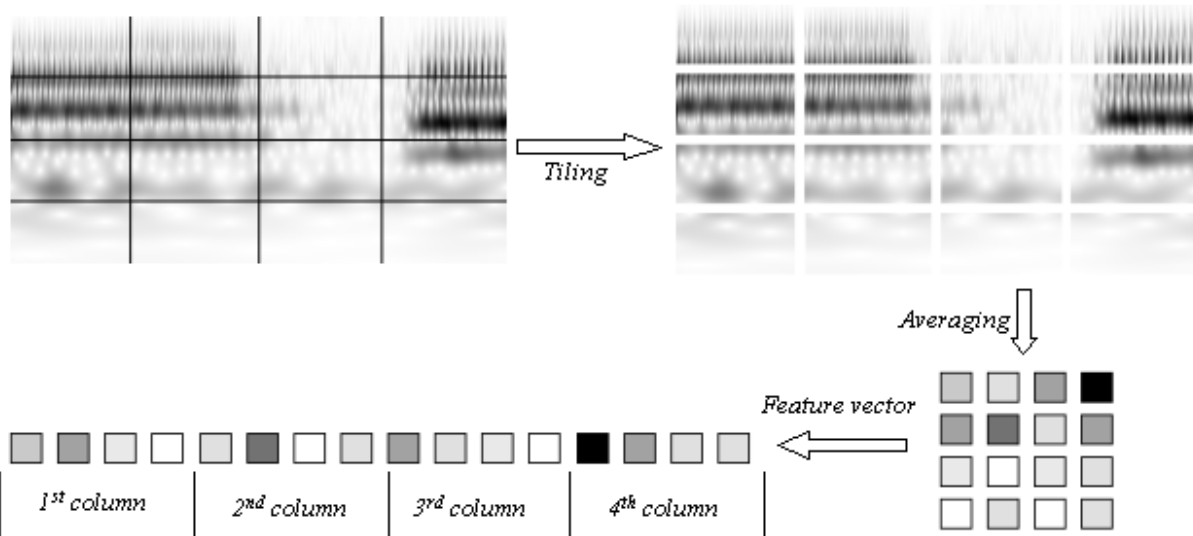 Tiling
Averaging
Feature vector
1st column
2nd column
3rd column
4th column